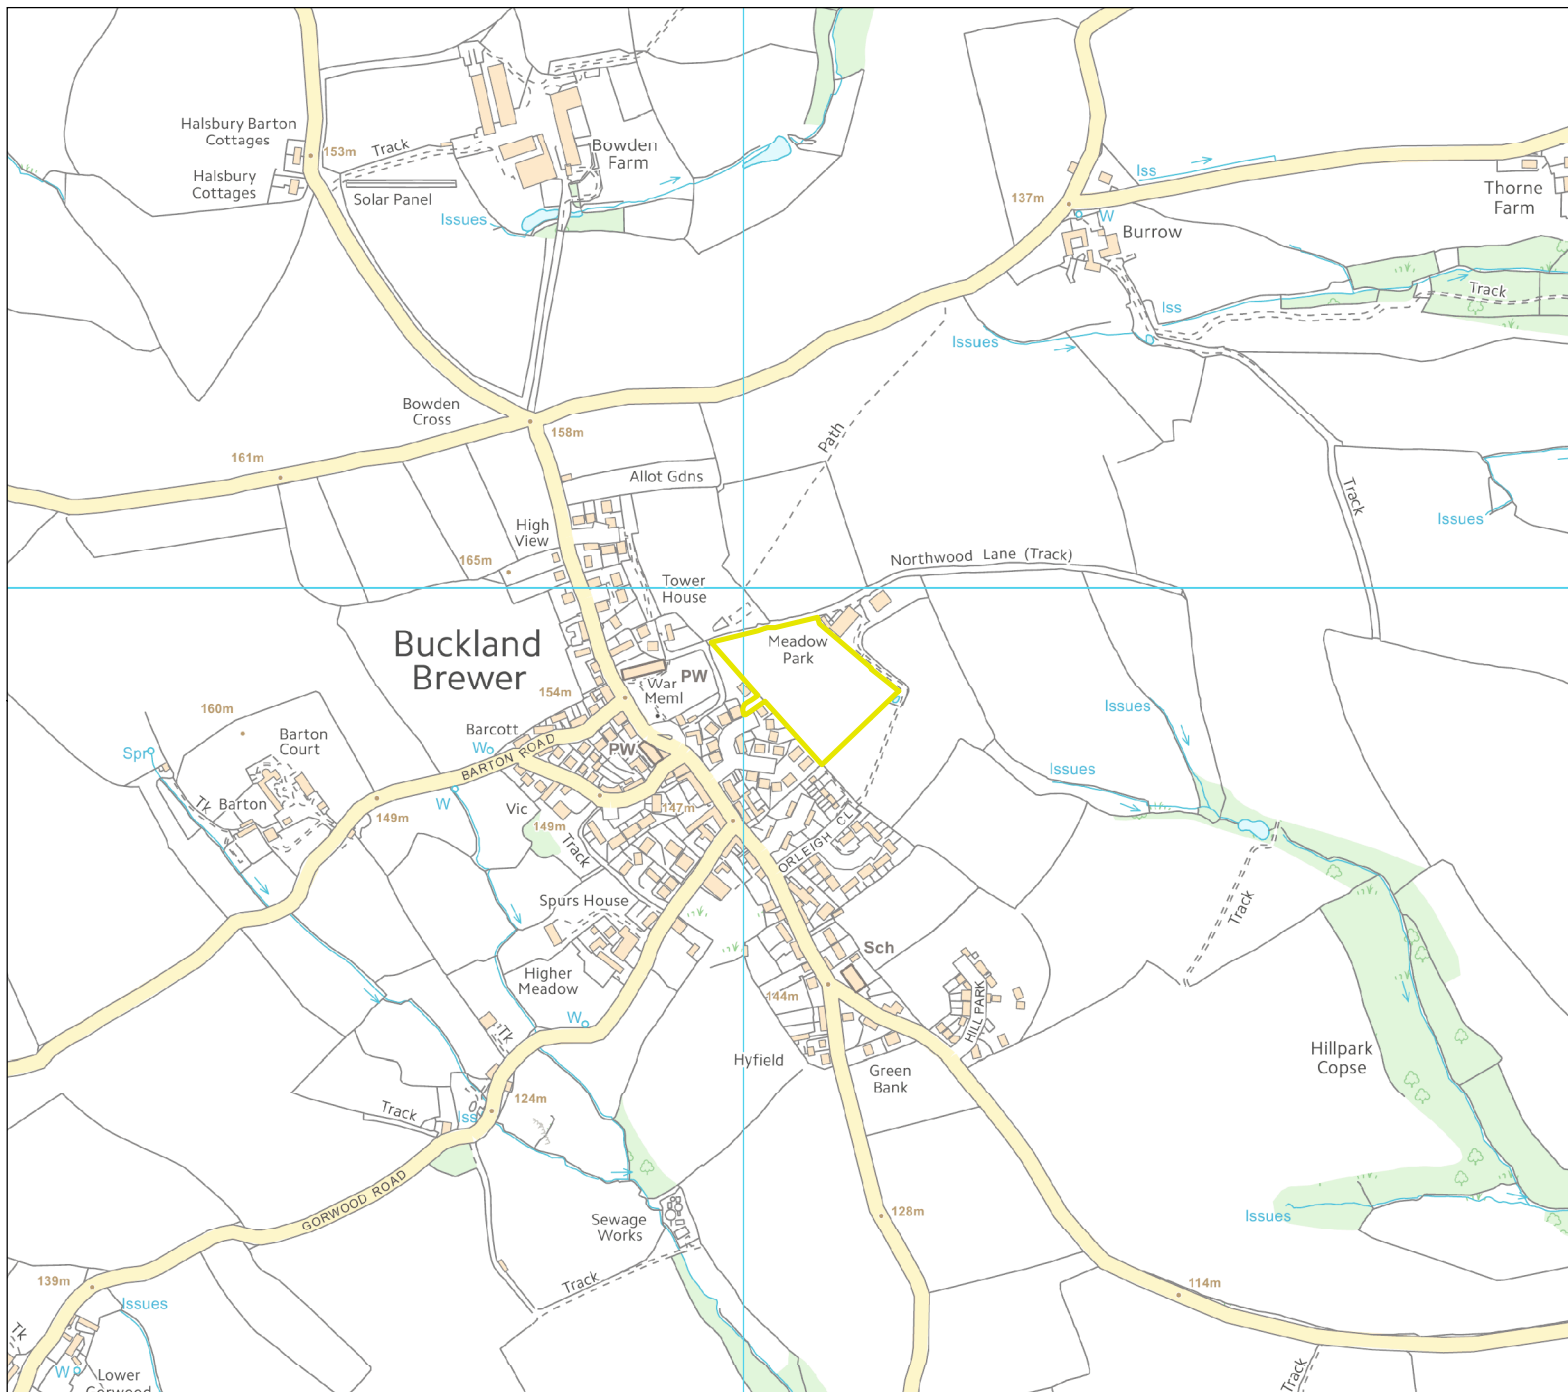 Halsbury Barton
Cottages
153m
Track
Bowden
Farm
Halsbury
Cottages
Solar Panel
Issues
Iss
137m
W
Burrow
Thorne
Farm
Track
Iss
Issues
Bowden
Cross
158m
161m
Path
Allot Gdns
Track
Issues
High
View
165m
Northwood Lane (Track)
Tower
House
Buckland
Brewer
Meadow
Park
PW
War
Meml
154m
160m
Issues
Barcott
W
BARTON ROAD
PW
Spr
Barton
Court
Issues
Tk
Barton
W
149m
Vic
149m
147m
Track
ORLEIGH CL
Spurs House
Track
Sch
Higher
Meadow
144m
HILL PARK
W
Tk
Hyfield
Green
Bank
Hillpark
Copse
Track
Iss
124m
GORWOOD ROAD
Sewage
Works
128m
Issues
139m
Track
114m
Issues
Tk
W
Lower
Gorwood
Track